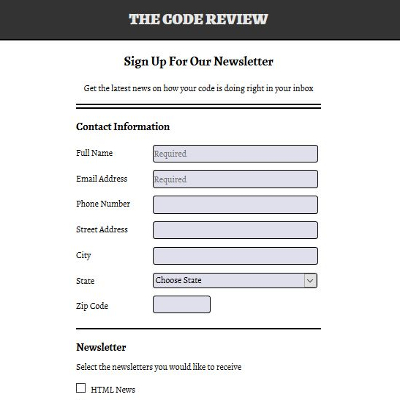 THE CODE REVIEW
Sign Up For Our Newsletter
Get the latest news on how your code is doing right in your inbox
Contact Information
Full Name Required
Email Address Required
Phone Number
Street Address
City
State Choose State
Zip Code
Newsletter
Select the newsletters you would like to receive
HTML News